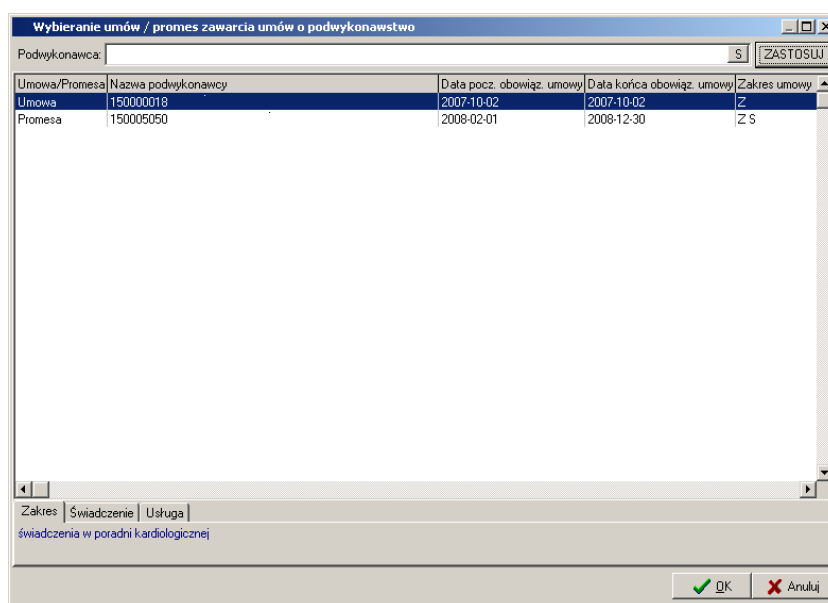 Wybieranie umów / promes zawarcia umów o podwykonawstwo
Podwykonawca: S ZASTOSUJ
Umowa/Promesa Nazwa podwykonawcy Data pocz. obowiąz. umowy Data końca obowiąz. umowy Zakres umowy
Umowa 150000018 2007-10-02 2007-10-02 Z
Promesa 150005050 2008-02-01 2008-12-30 Z S
Zakres Świadczenie Usługa
świadczenia w poradni kardiologicznej
OK Anuluj